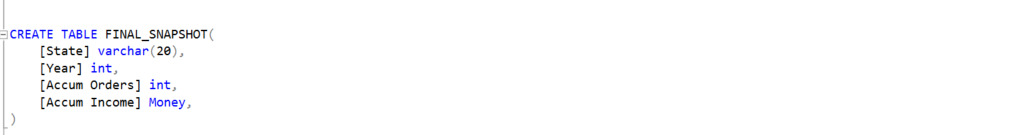 CREATE TABLE FINAL_SNAPSHOT(
[State] varchar(20),
[Year] int,
[Accum Orders] int,
[Accum Income] Money,
)